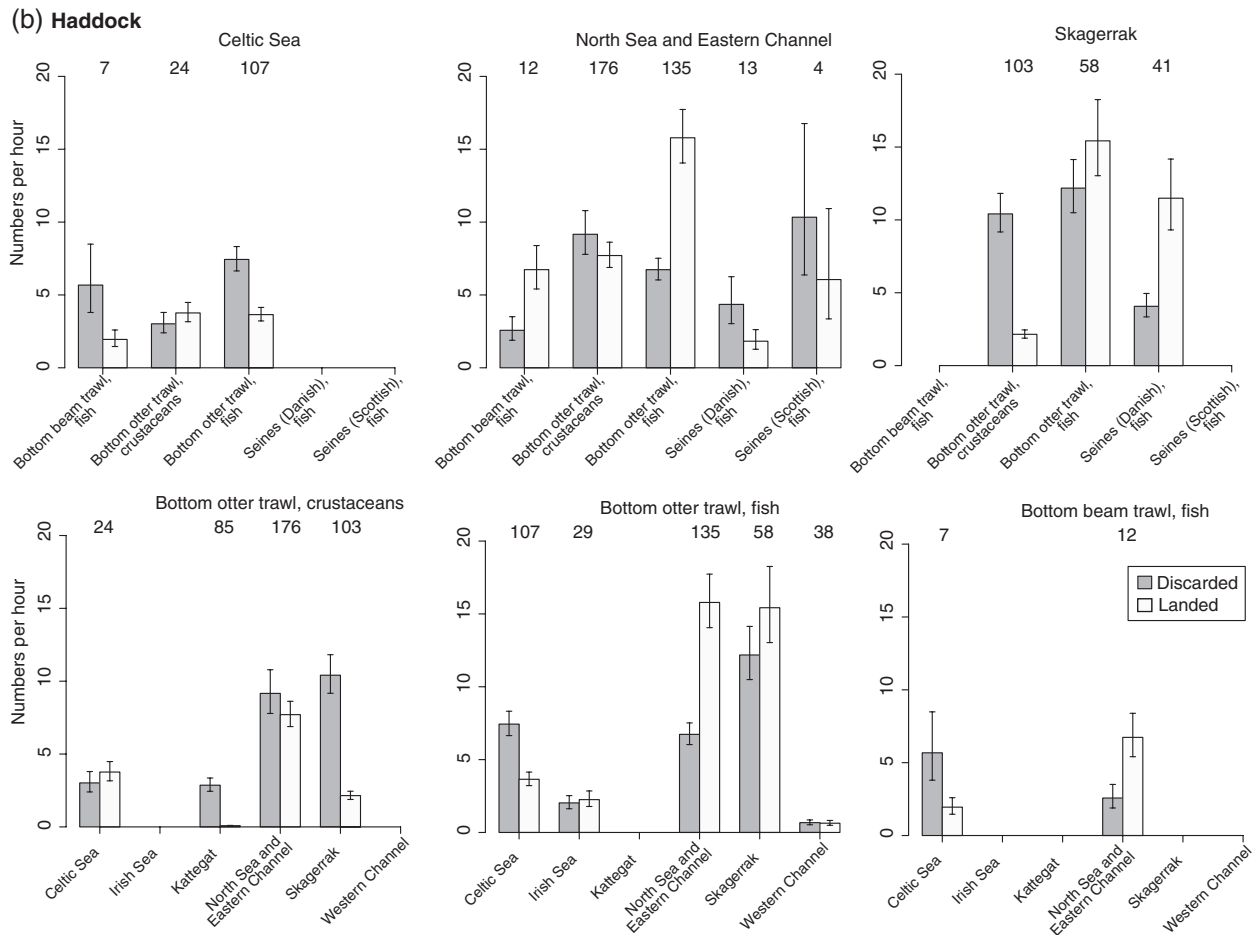 (b) Haddock
Celtic Sea
7 24 107
Numbers per hour
20
15
10
5
0
Bottom beam trawl,
fish
Bottom otter trawl,
crustaceans
Bottom otter trawl,
fish
Seines (Danish),
fish
Seines (Scottish),
fish
North Sea and Eastern Channel
12 176 135 13 4
20
15
10
5
0
Bottom beam trawl,
fish
Bottom otter trawl,
crustaceans
Bottom otter trawl,
fish
Seines (Danish),
fish
Seines (Scottish),
fish
Skagerrak
103 58 41
20
15
10
5
0
Bottom beam trawl,
fish
Bottom otter trawl,
crustaceans
Bottom otter trawl,
fish
Seines (Danish),
fish
Seines (Scottish),
fish
Bottom otter trawl, crustaceans
24 85 176 103
Numbers per hour
20
15
10
5
0
Celtic Sea
Irish Sea
Kattegat
North Sea and
Eastern Channel
Skagerrak
Western Channel
Bottom otter trawl, fish
107 29 135 58 38
20
15
10
5
0
Celtic Sea
Irish Sea
Kattegat
North Sea and
Eastern Channel
Skagerrak
Western Channel
Bottom beam trawl, fish
7 12
20
15
10
5
0
Discarded
Landed
Celtic Sea
Irish Sea
Kattegat
North Sea and
Eastern Channel
Skagerrak
Western Channel